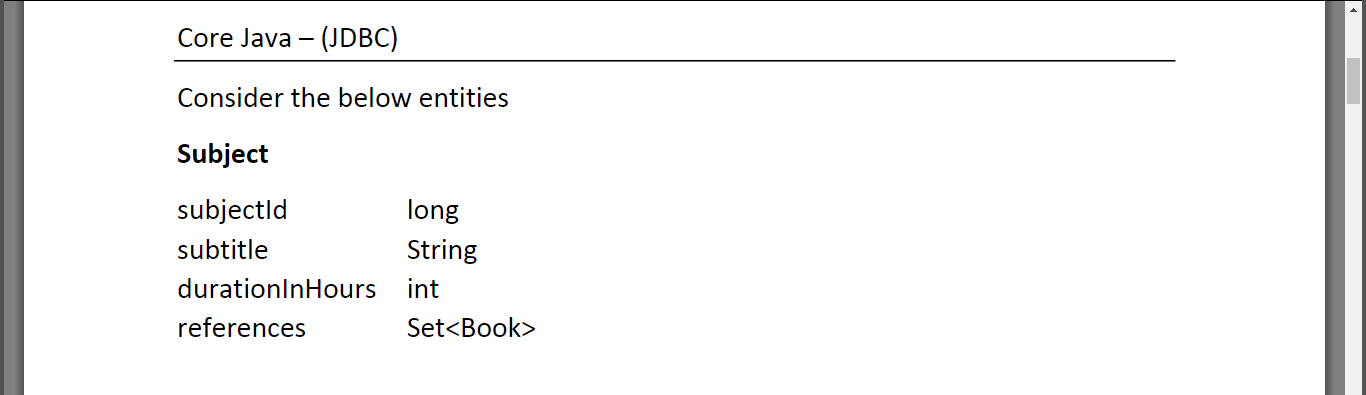 Core Java – (JDBC)
Consider the below entities
Subject
subjectId long
subtitle String
durationInHours int
references Set<Book>